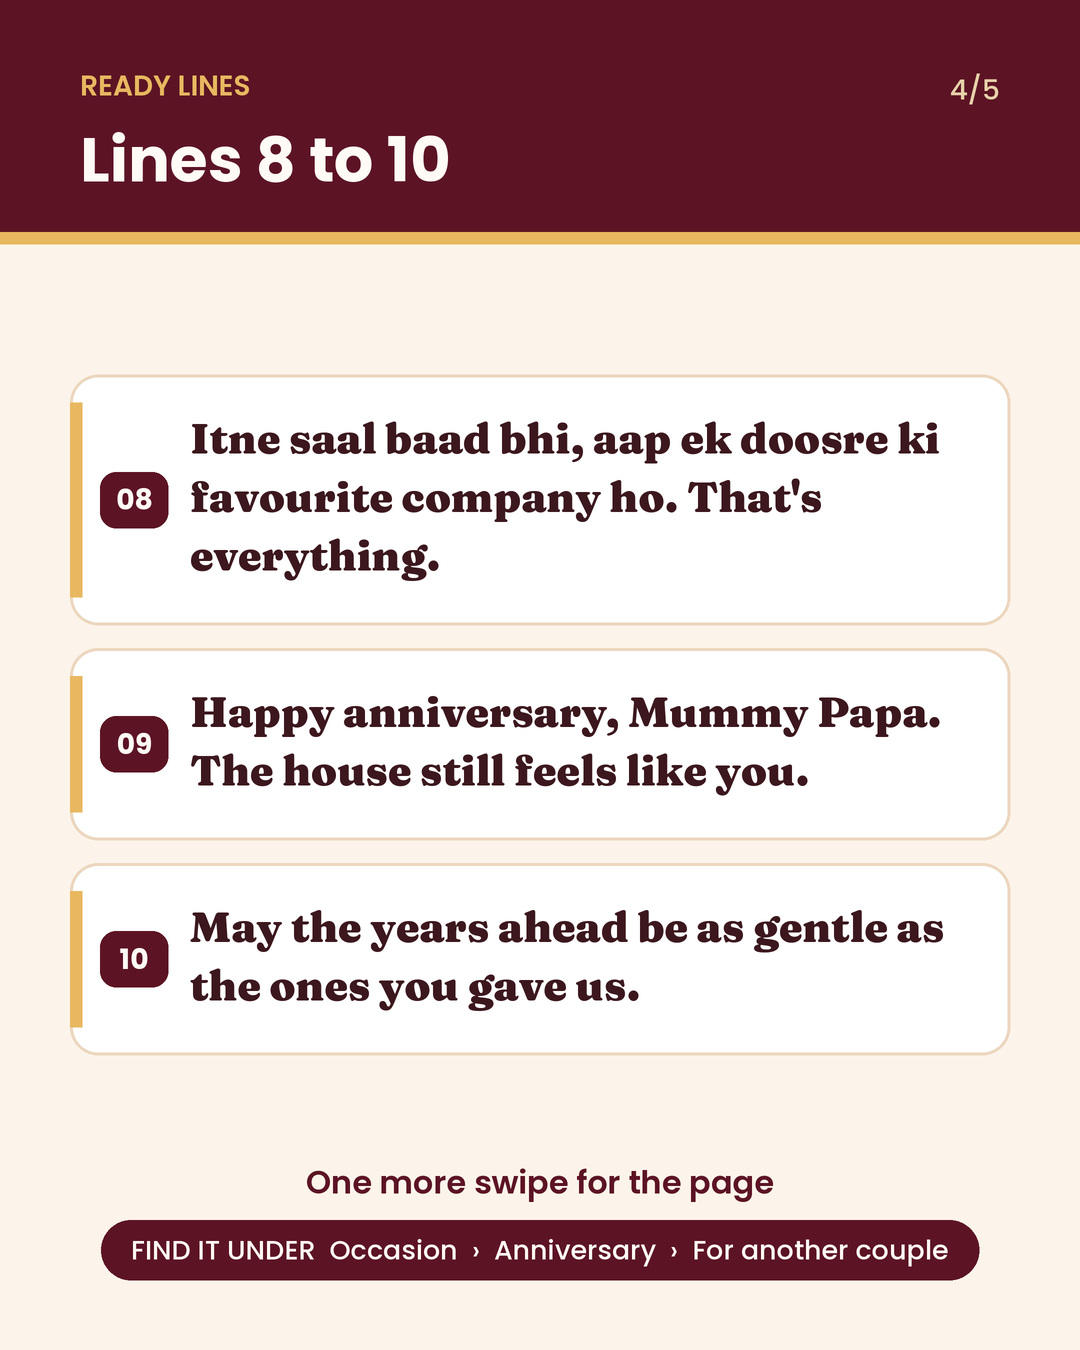 READY LINES
4/5
Lines 8 to 10
08
Itne saal baad bhi, aap ek doosre ki
favourite company ho. That's
everything.
09
Happy anniversary, Mummy Papa.
The house still feels like you.
10
May the years ahead be as gentle as
the ones you gave us.
One more swipe for the page
FIND IT UNDER Occasion › Anniversary › For another couple